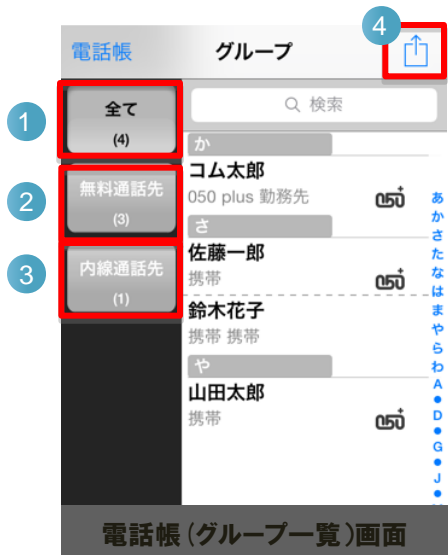 4
電話帳 グループ
1
全て
(4)
検索
か
コム太郎
050 plus 勤務先 050+
2
無料通話先
(3)
さ
佐藤一郎
携帯 050+
3
内線通話先
(1)
鈴木花子
携帯 携帯
や
山田太郎
携帯 050+
あ
か
さ
た
な
は
ま
や
ら
わ
A
●
D
●
G
●
J
●
電話帳(グループ一覧)画面